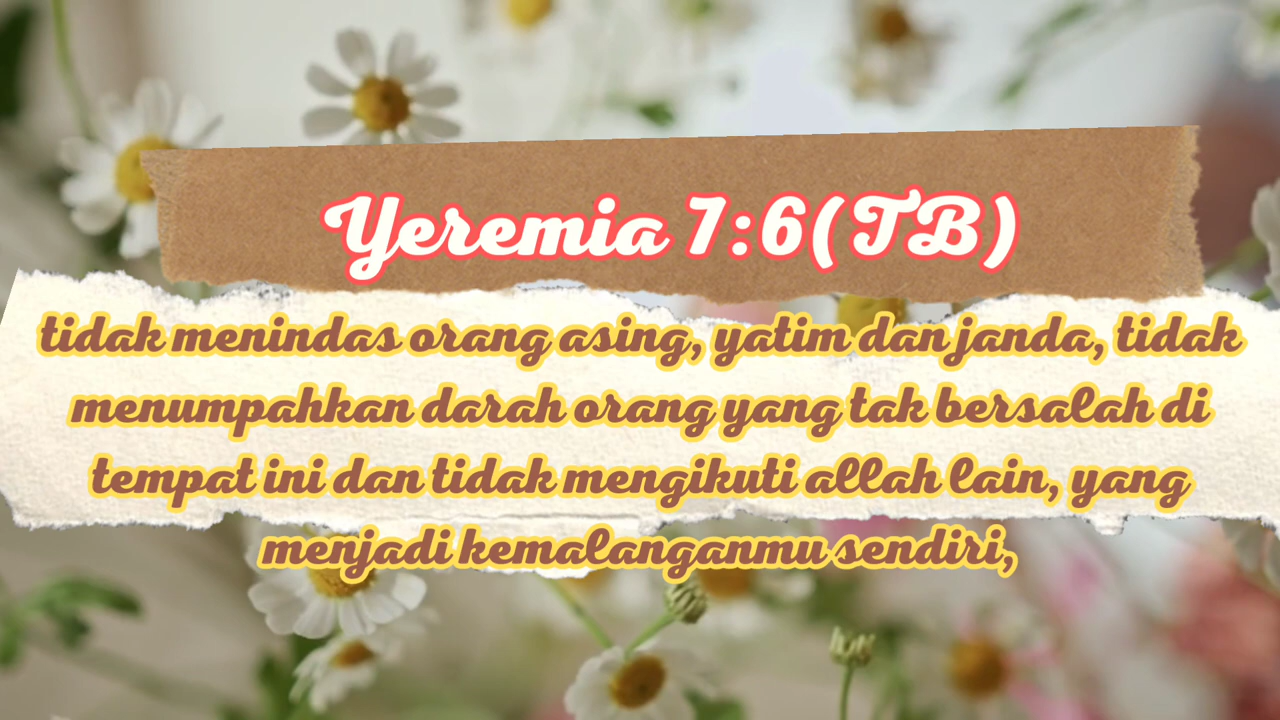 Yeremia 7:6(TB)
tidak menindas orang asing, yatim dan janda, tidak
menumpahkan darah orang yang tak bersalah di
tempat ini dan tidak mengikuti allah lain, yang
menjadi kemalanganmu sendiri,